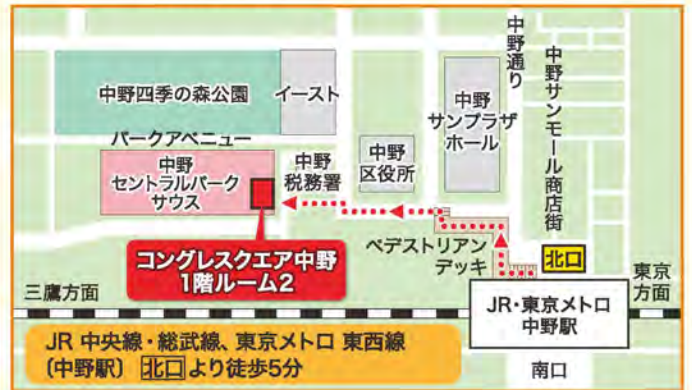 中野四季の森公園
イースト
パークアベニュー
中野
セントラルパーク
サウス
中野
税務署
中野
区役所
中野
サンプラザ
ホール
中野通り
中野サンモール商店街
コングレスクエア中野
1階ルーム2
ペデストリアン
デッキ
北口
東京
方面
三鷹方面
JR・東京メトロ
中野駅
南口
JR 中央線・総武線、東京メトロ 東西線
〔中野駅〕 北口より徒歩5分